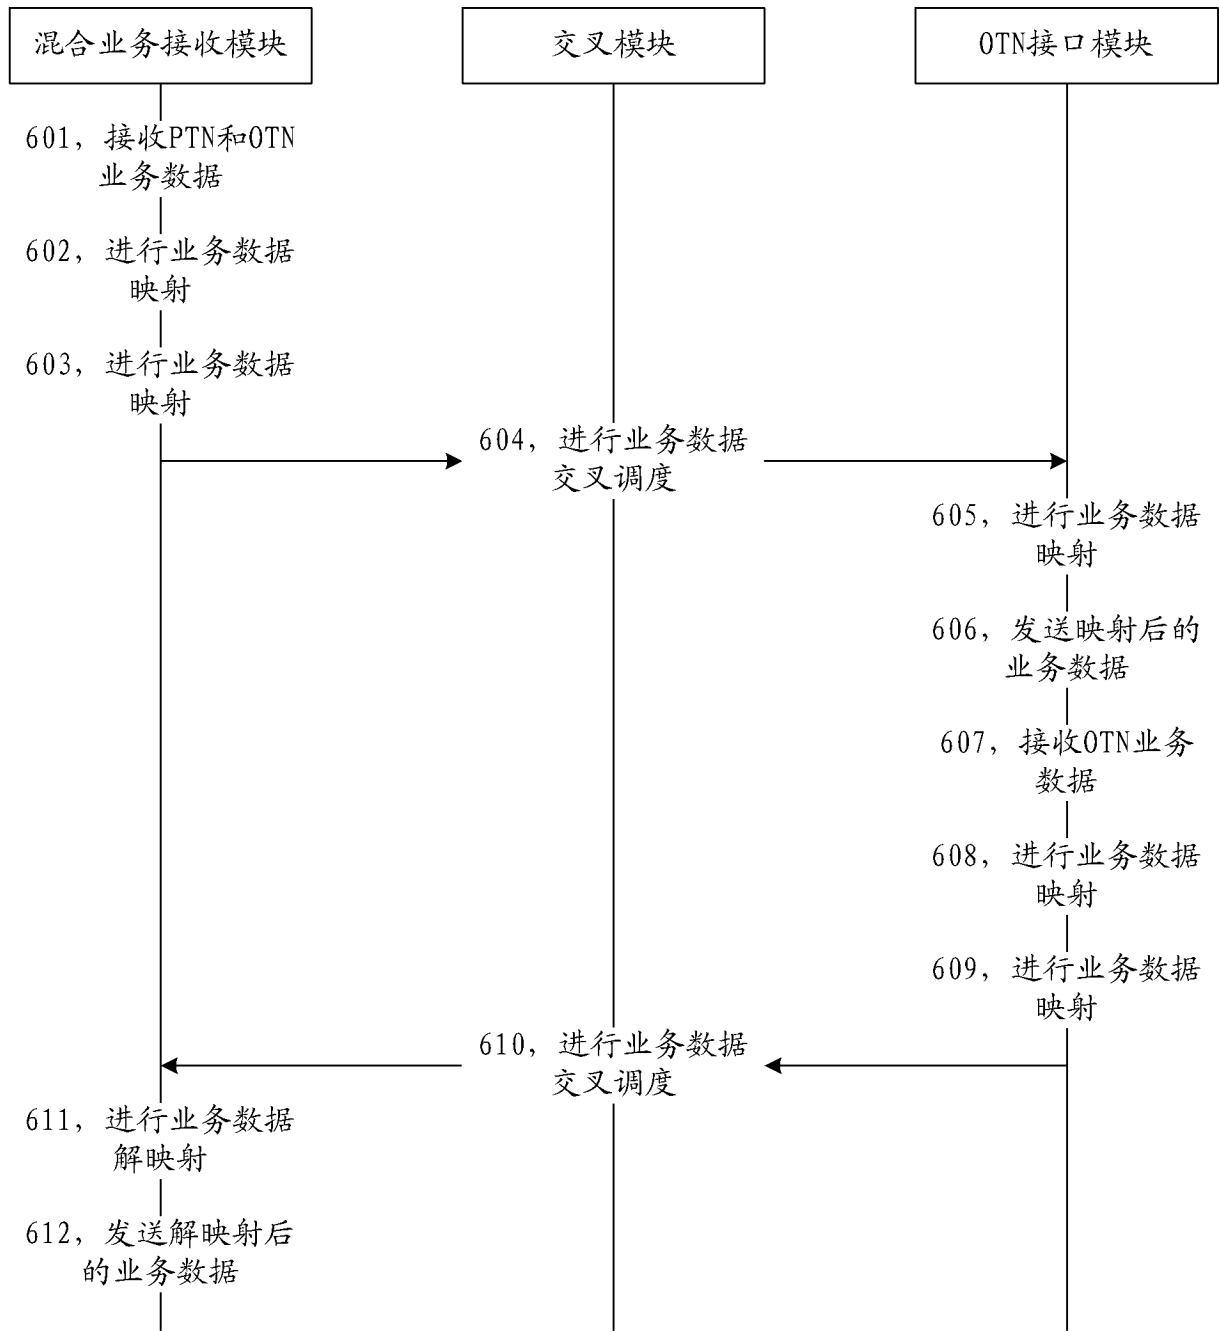 混合业务接收模块
交叉模块
OTN接口模块
601，接收PTN和OTN
业务数据
602，进行业务数据
映射
603，进行业务数据
映射
604，进行业务数据
交叉调度
605，进行业务数据
映射
606，发送映射后的
业务数据
607，接收OTN业务
数据
608，进行业务数据
映射
609，进行业务数据
映射
610，进行业务数据
交叉调度
611，进行业务数据
解映射
612，发送解映射后
的业务数据